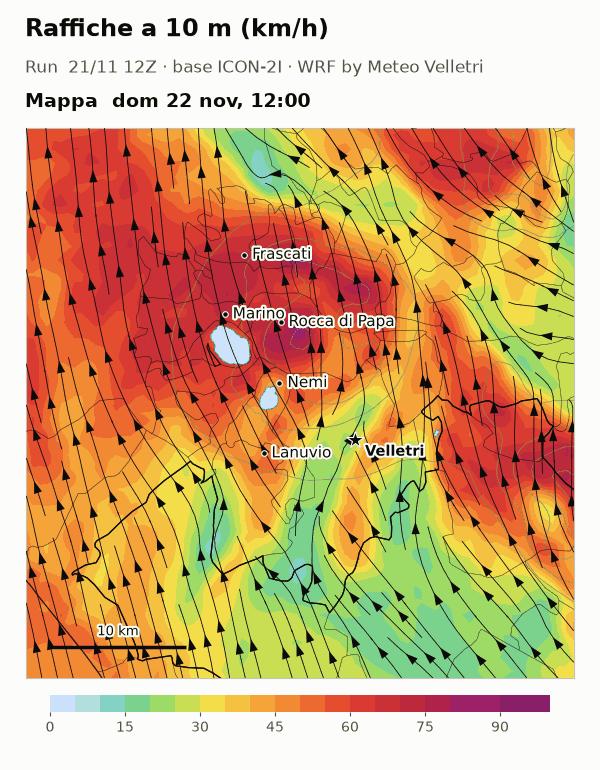 Raffiche a 10 m (km/h)
Run 21/11 12Z · base ICON-2I · WRF by Meteo Velletri
Mappa dom 22 nov, 12:00
Frascati
Marino
Rocca di Papa
Nemi
Lanuvio
Velletri
10 km
0 15 30 45 60 75 90